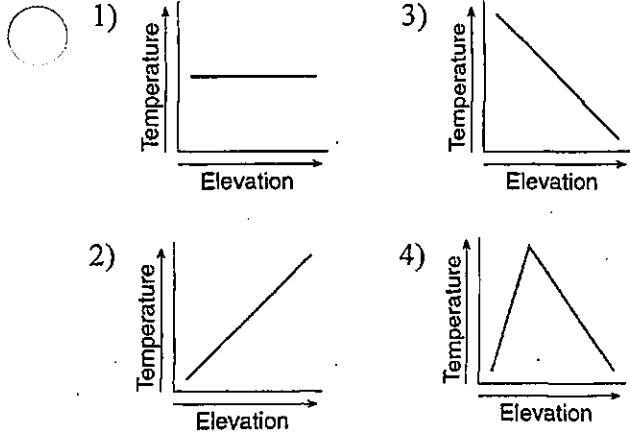 1)
Temperature
Elevation
2)
Temperature
Elevation
3)
Temperature
Elevation
4)
Temperature
Elevation